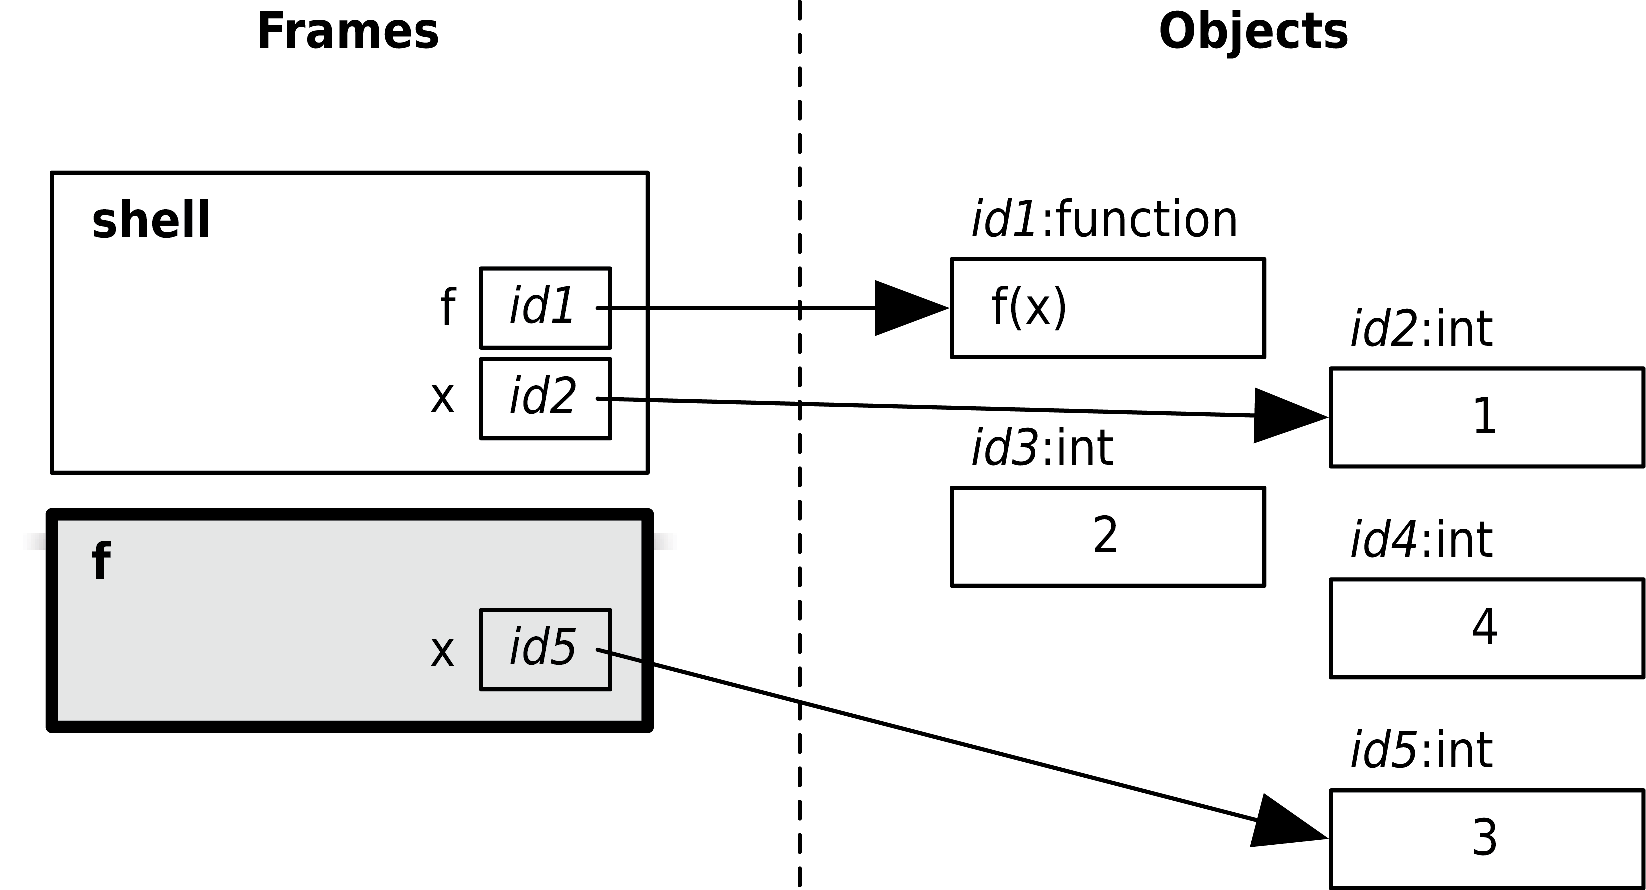 Frames
Objects
shell
f id1
x id2
id1:function
f(x)
id2:int
1
id3:int
2
f
x id5
id4:int
4
id5:int
3